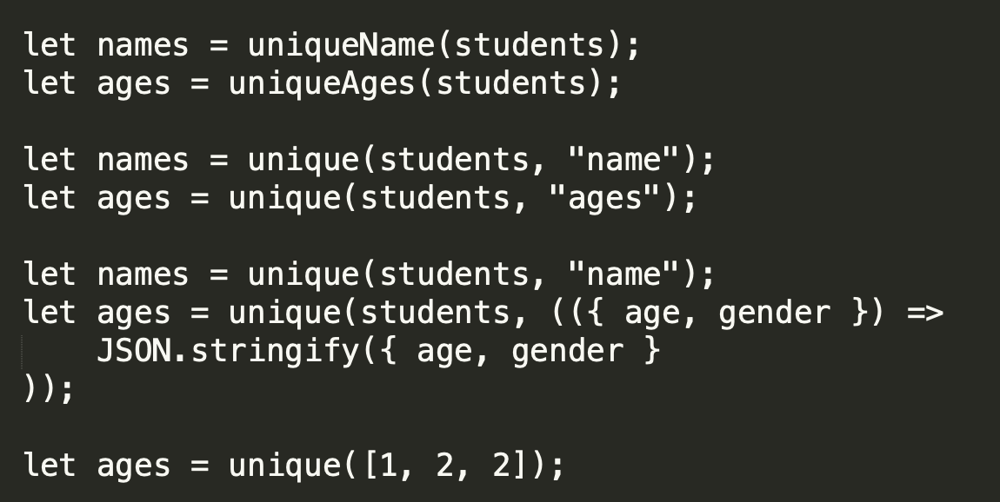 let names = uniqueName(students);
let ages = uniqueAges(students);
let names = unique(students, "name");
let ages = unique(students, "ages");
let names = unique(students, "name");
let ages = unique(students, (({ age, gender }) =>
    JSON.stringify({ age, gender }
));
let ages = unique([1, 2, 2]);